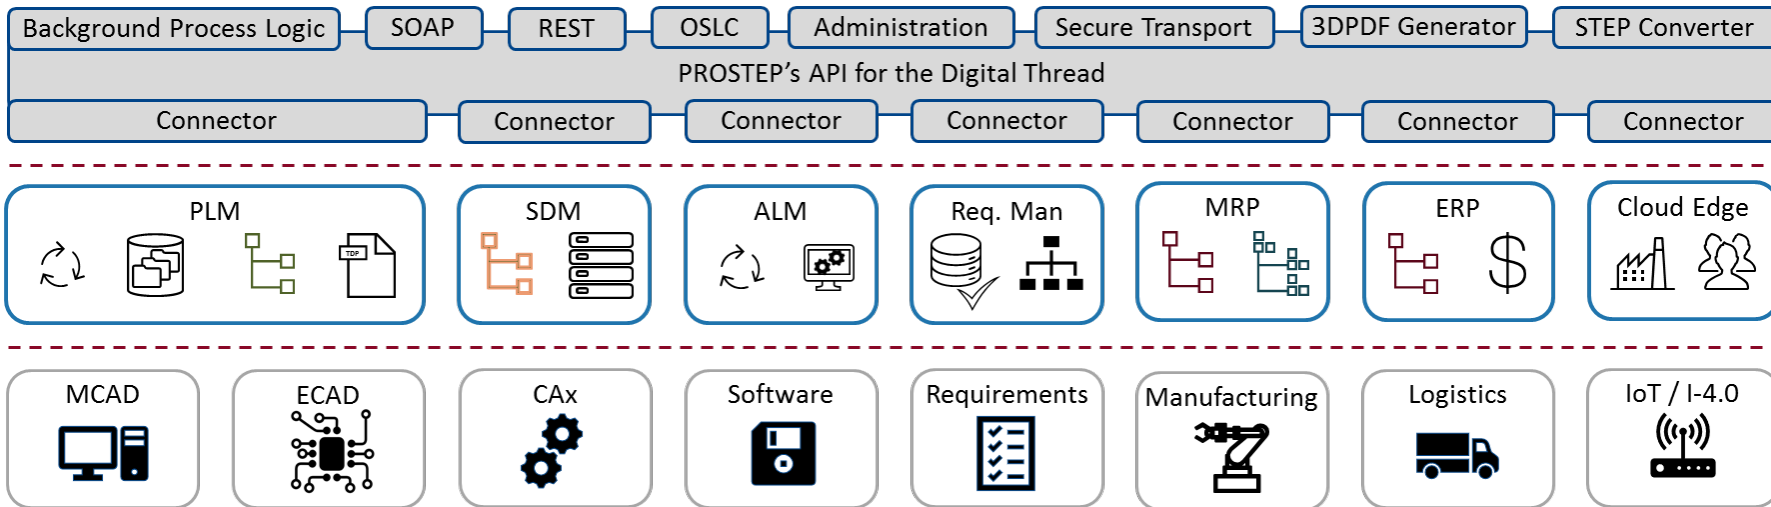 Background Process Logic
SOAP
REST
OSLC
Administration
Secure Transport
3DPDF Generator
STEP Converter
PROSTEP’s API for the Digital Thread
Connector
Connector
Connector
Connector
Connector
Connector
Connector
PLM
SDM
ALM
Req. Man
MRP
ERP
Cloud Edge
TDP
$
MCAD
ECAD
CAx
Software
Requirements
Manufacturing
Logistics
IoT / I-4.0